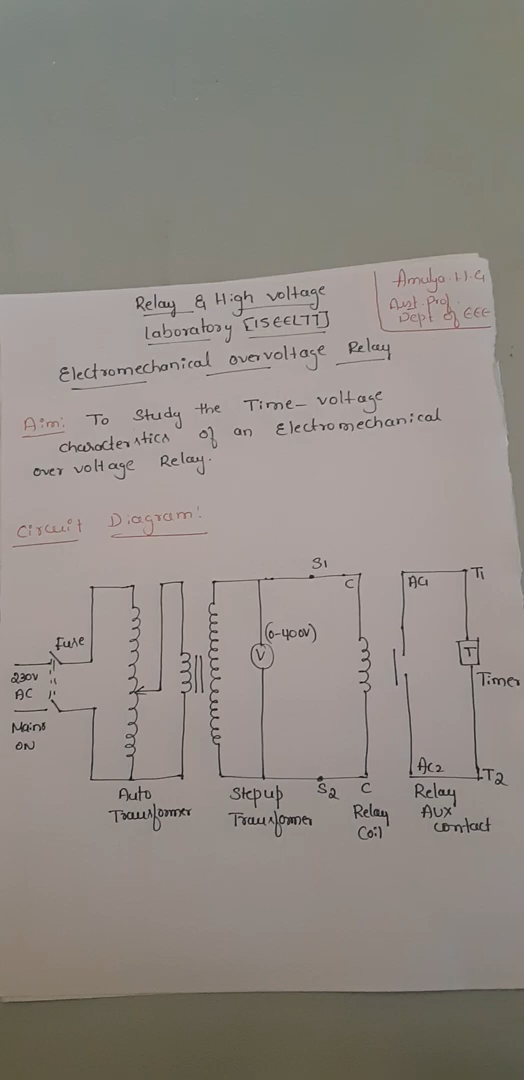 Relay & High voltage
laboratory [15EEL77]
Electromechanical overvoltage Relay
Amulya.H.G
Asst. Prof.
Dept of EEE
Aim: To Study the Time-voltage
characteristics of an Electromechanical
over voltage Relay.
Circuit Diagram:
Fuse
230V
AC
Mains
ON
Auto
Transformer
(0-400V)
V
Stepup
Transformer
S1
C
S2
C
Relay
Coil
AC1
AC2
Relay
AUX
contact
T1
T
Timer
T2